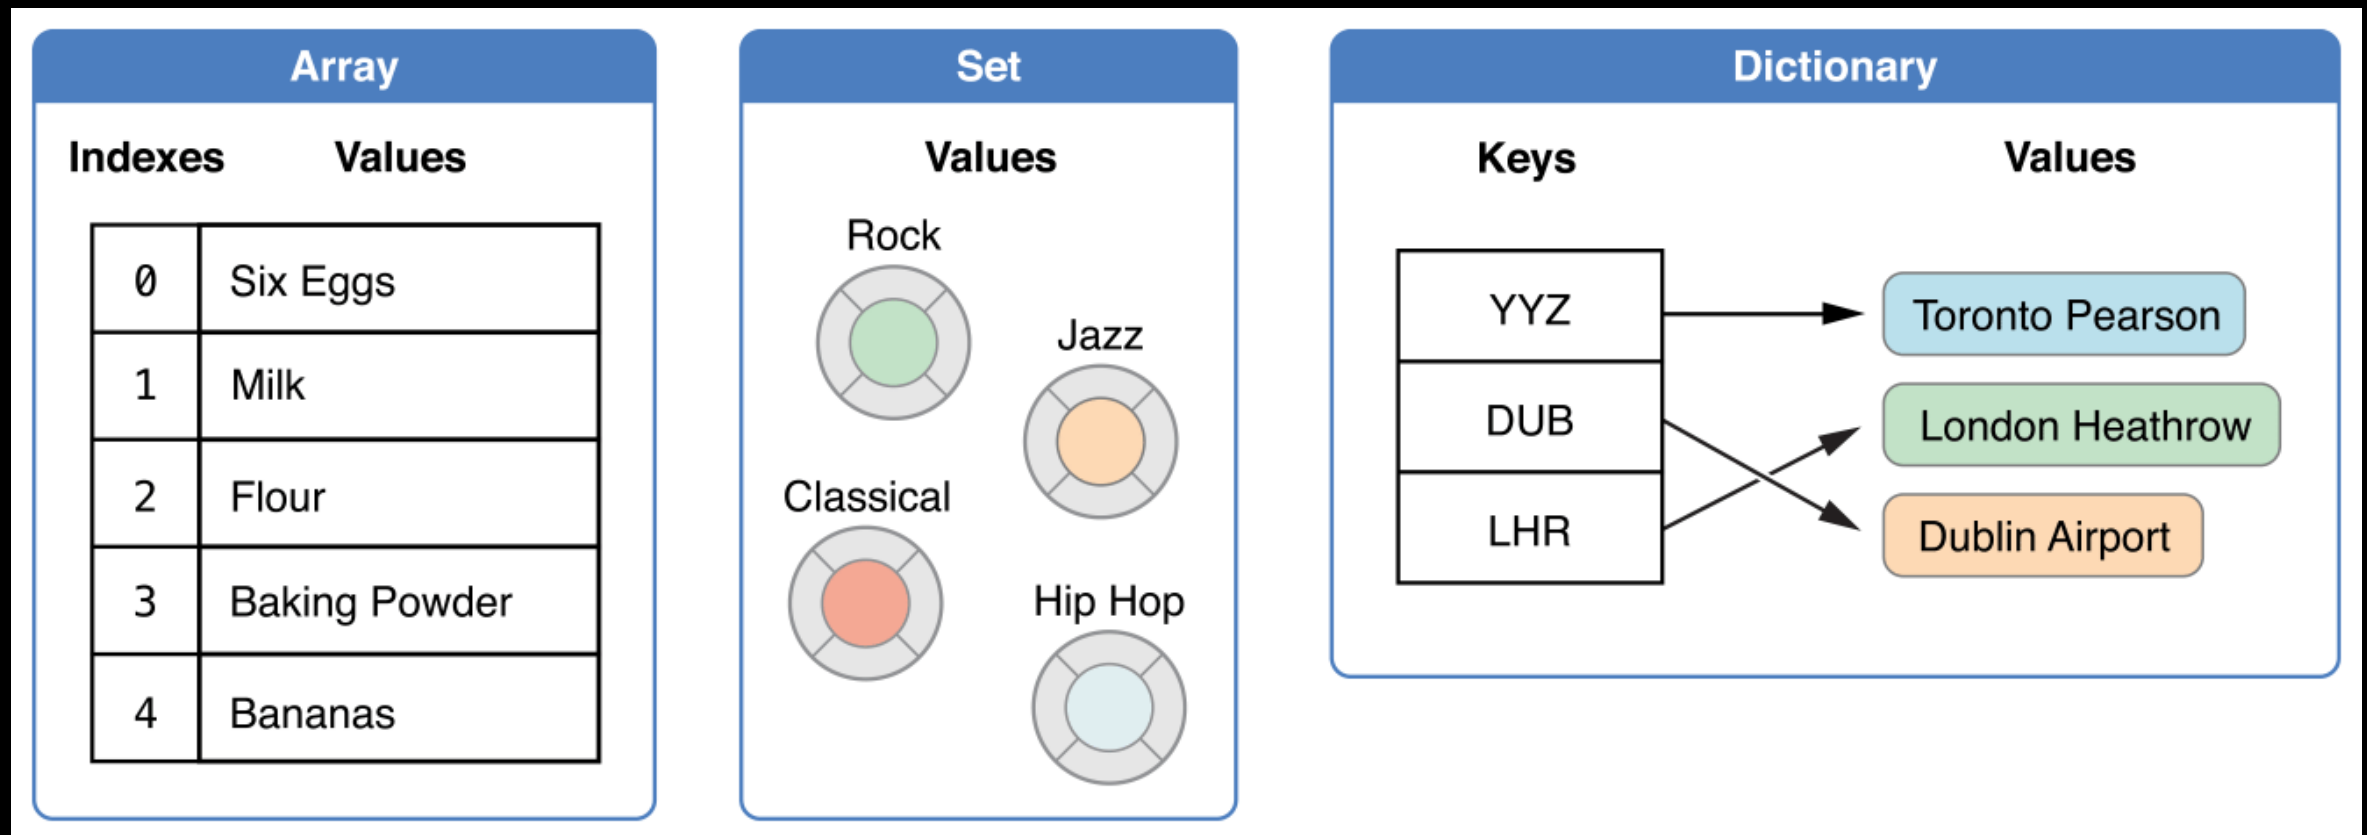 Array
Indexes Values
0 Six Eggs
1 Milk
2 Flour
3 Baking Powder
4 Bananas
Set
Values
Rock
Jazz
Classical
Hip Hop
Dictionary
Keys Values
YYZ Toronto Pearson
DUB London Heathrow
LHR Dublin Airport